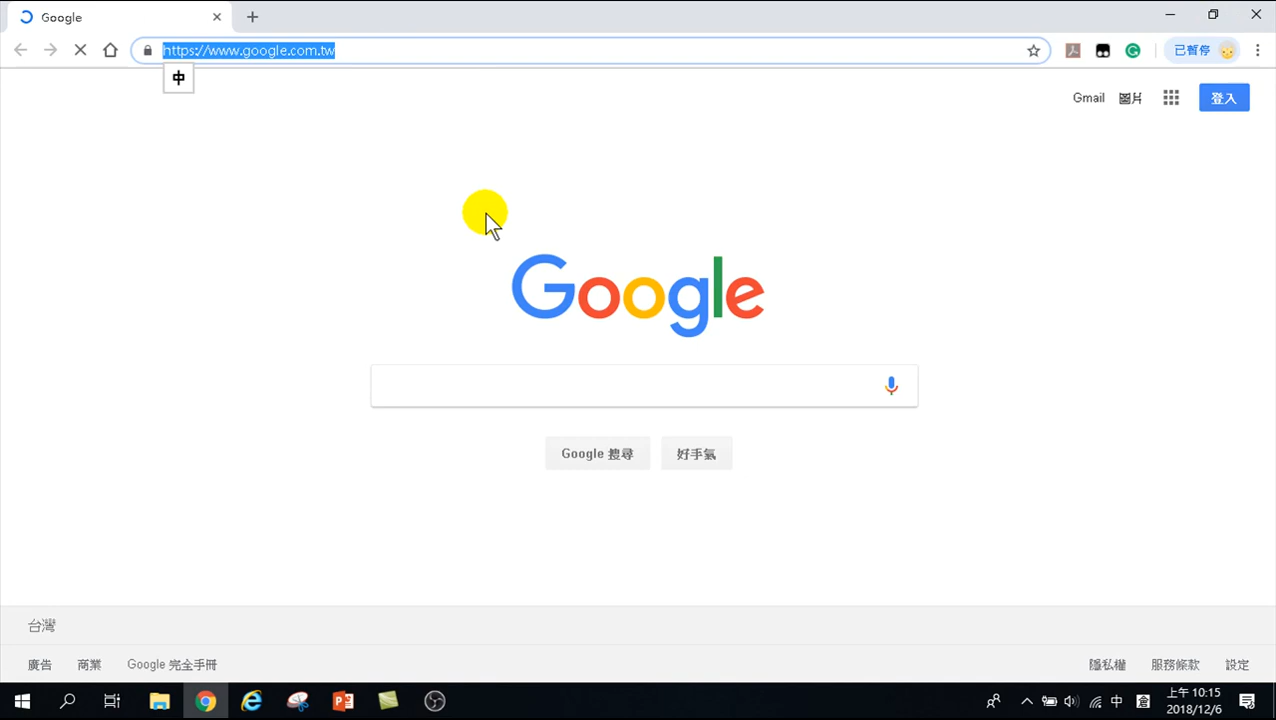 Google
https://www.google.com.tw
已暫停
中
Gmail 圖片 登入
Google
Google 搜尋 好手氣
台灣
廣告 商業 Google 完全手冊 隱私權 服務條款 設定
中 倉 上午 10:15
2018/12/6